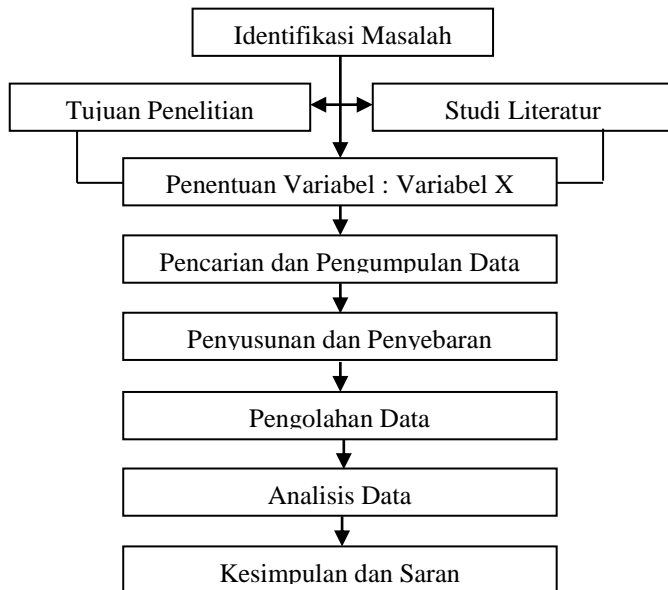 Identifikasi Masalah
Tujuan Penelitian
Studi Literatur
Penentuan Variabel : Variabel X
Pencarian dan Pengumpulan Data
Penyusunan dan Penyebaran
Pengolahan Data
Analisis Data
Kesimpulan dan Saran